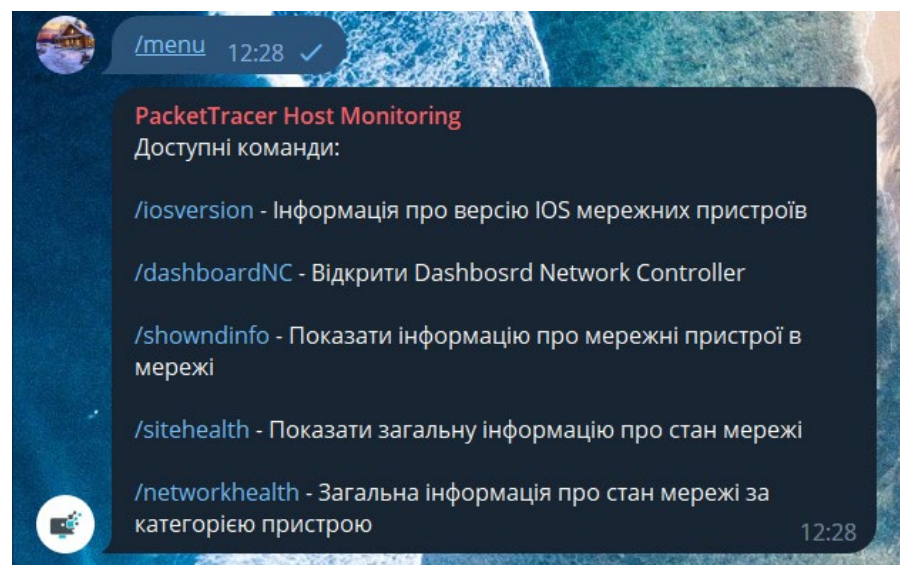 /menu 12:28
PacketTracer Host Monitoring
Доступні команди:
/iosversion - Інформація про версію IOS мережних пристроїв
/dashboardNC - Відкрити Dashbosrd Network Controller
/showndinfo - Показати інформацію про мережні пристрої в
мережі
/sitehealth - Показати загальну інформацію про стан мережі
/networkhealth - Загальна інформація про стан мережі за
категорією пристрою
12:28